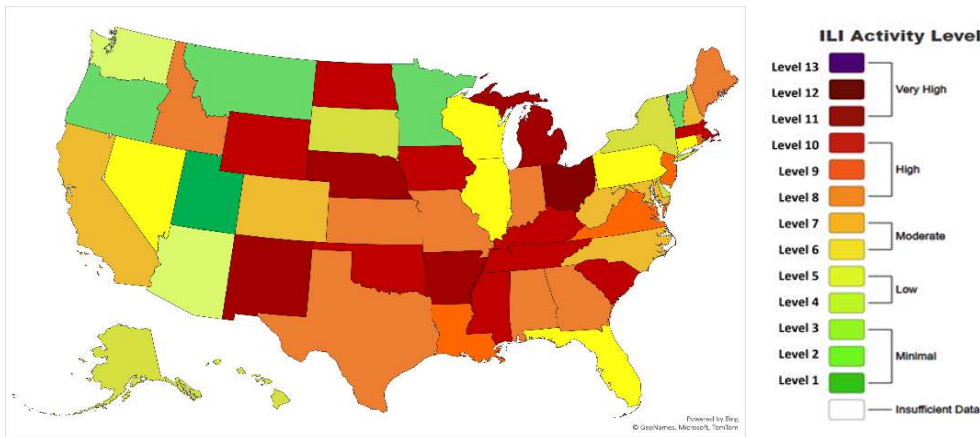 ILI Activity Level
Level 13
Level 12
Very High
Level 11
Level 10
Level 9
High
Level 8
Level 7
Moderate
Level 6
Level 5
Low
Level 4
Level 3
Level 2
Minimal
Level 1
Insufficient Data
Powered by Bing
© GeoNames, Microsoft, TomTom